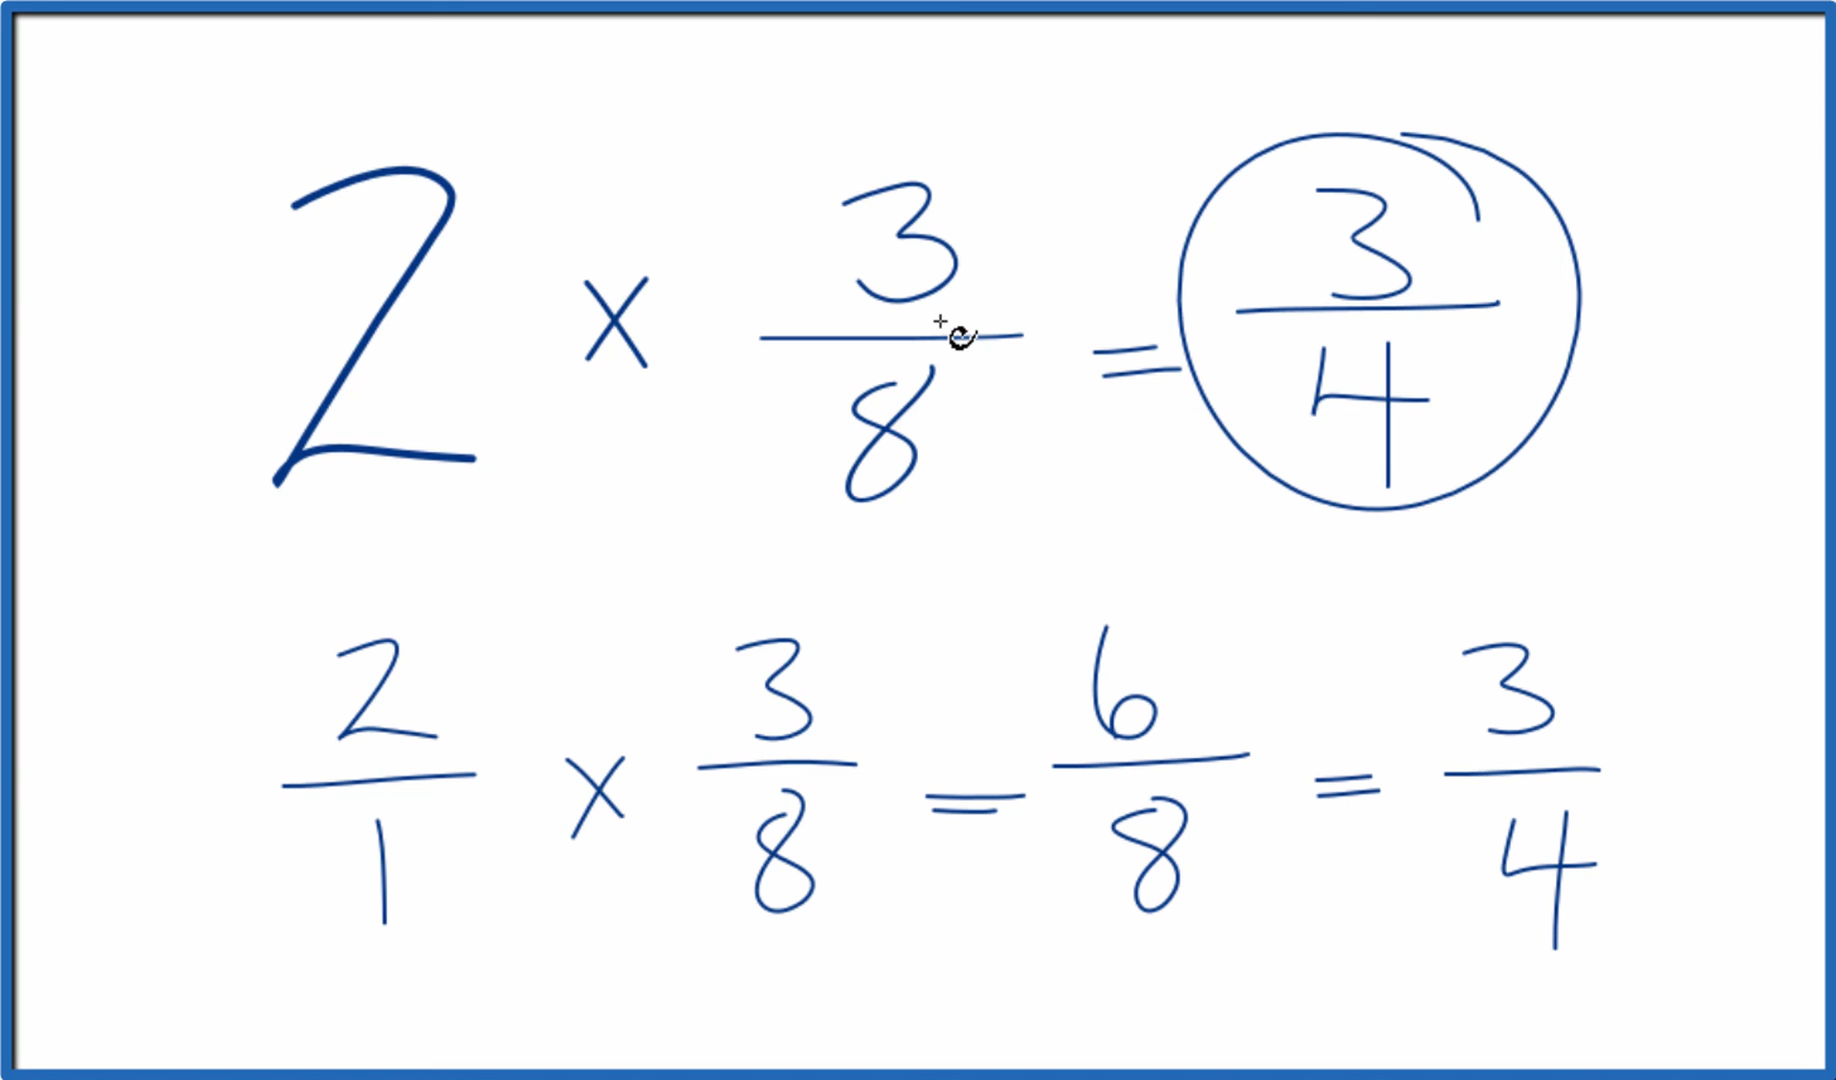 2 × 3/8 = 3/4
2/1 × 3/8 = 6/8 = 3/4